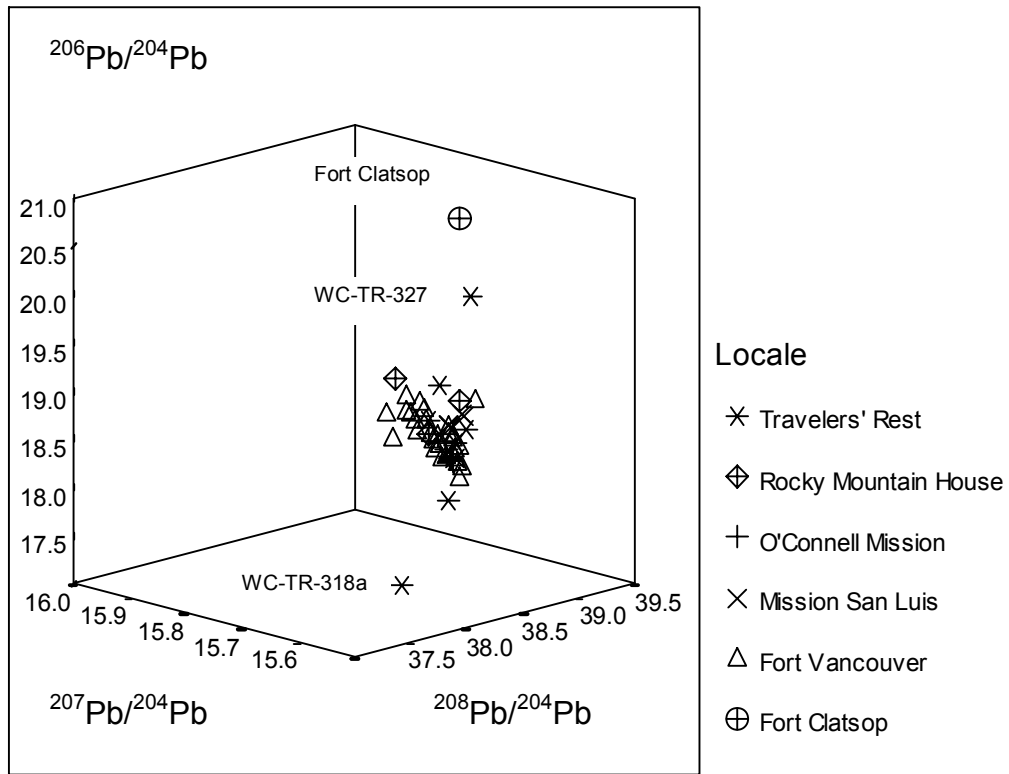 ²⁰⁶Pb/²⁰⁴Pb
Fort Clatsop
WC-TR-327
WC-TR-318a
21.0
20.5
20.0
19.5
19.0
18.5
18.0
17.5
16.0
15.9
15.8
15.7
15.6
37.5
38.0
38.5
39.0
39.5
²⁰⁷Pb/²⁰⁴Pb
²⁰⁸Pb/²⁰⁴Pb
Locale
Travelers' Rest
Rocky Mountain House
O'Connell Mission
Mission San Luis
Fort Vancouver
Fort Clatsop